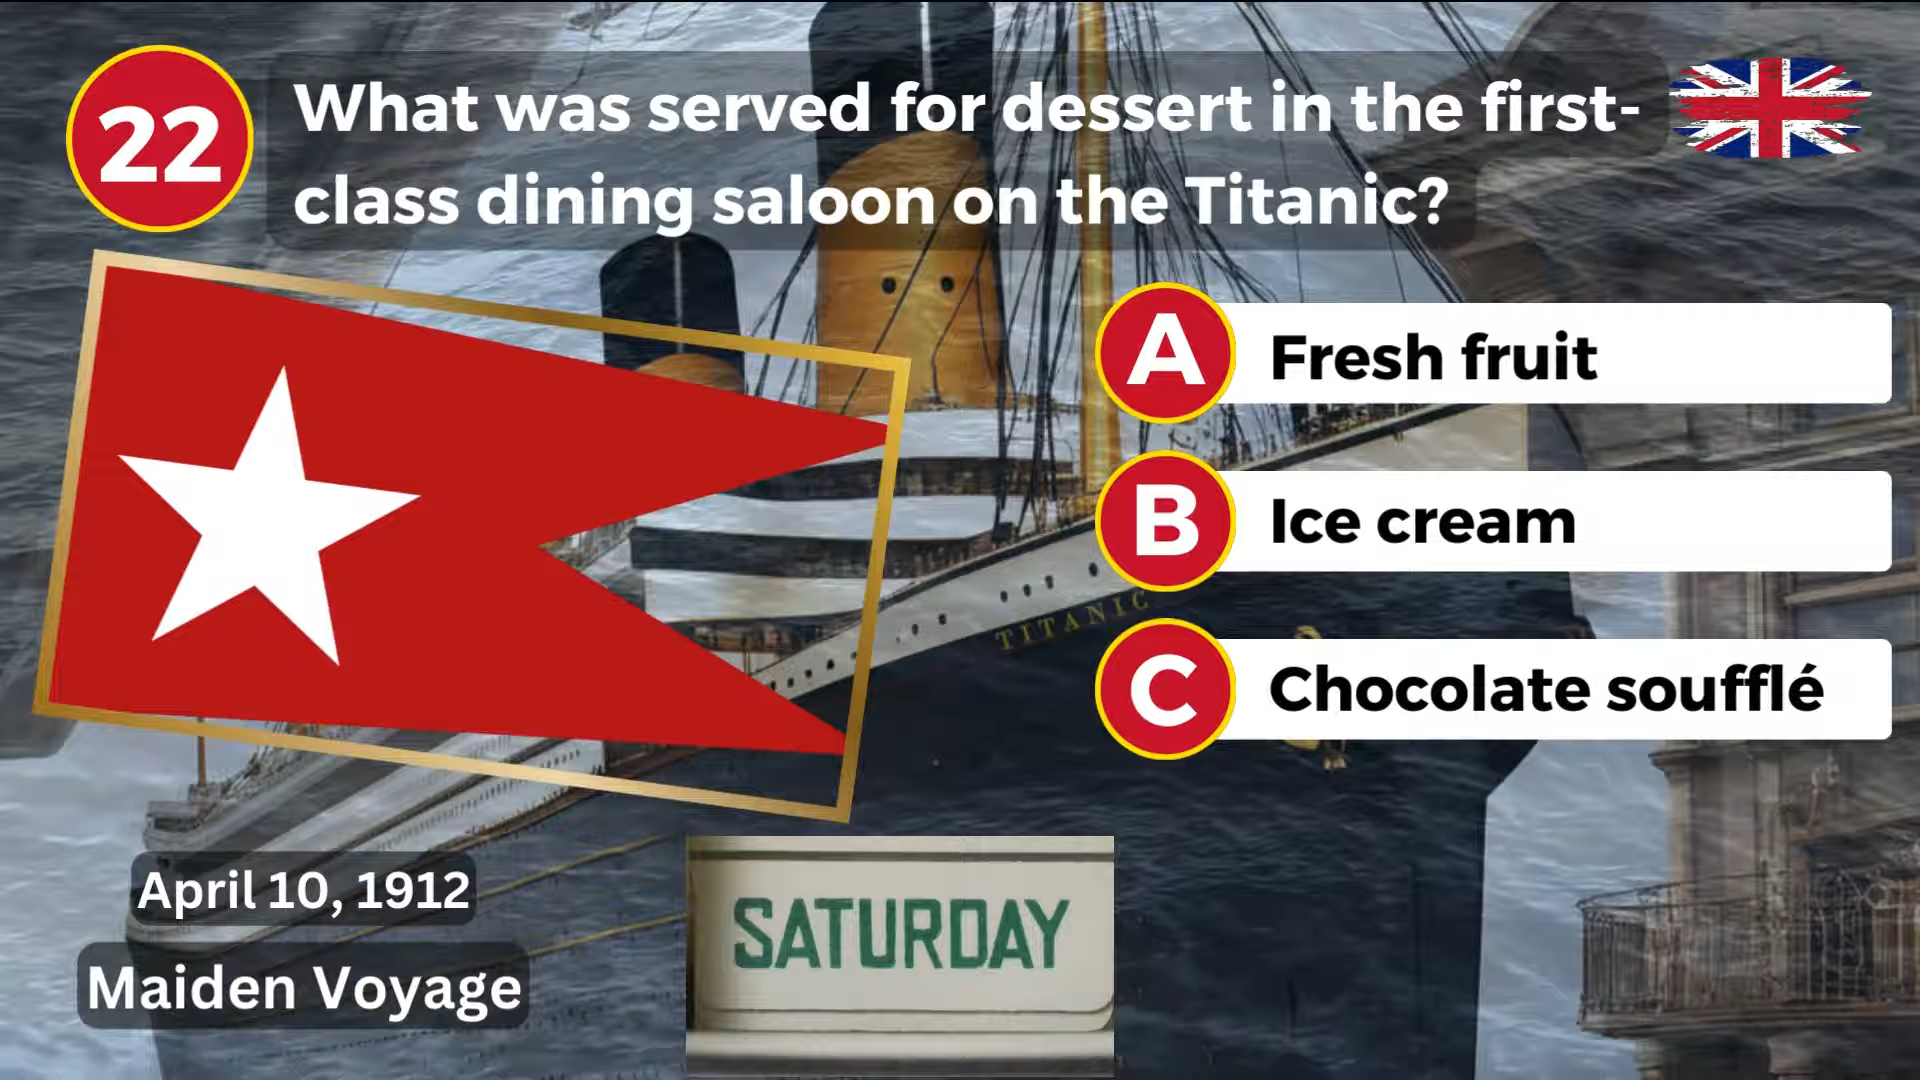 22
What was served for dessert in the first-
class dining saloon on the Titanic?
A Fresh fruit
B Ice cream
C Chocolate soufflé
TITANIC
April 10, 1912
Maiden Voyage
SATURDAY